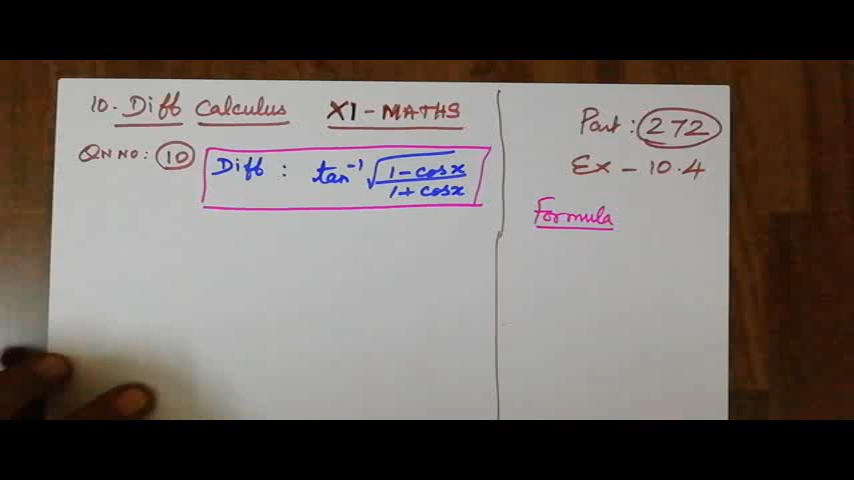 10. Diff Calculus XI - MATHS
QN NO: 10 Diff : tan⁻¹ √(1 - cosx / 1 + cosx)
Part: 272
Ex - 10.4
Formula